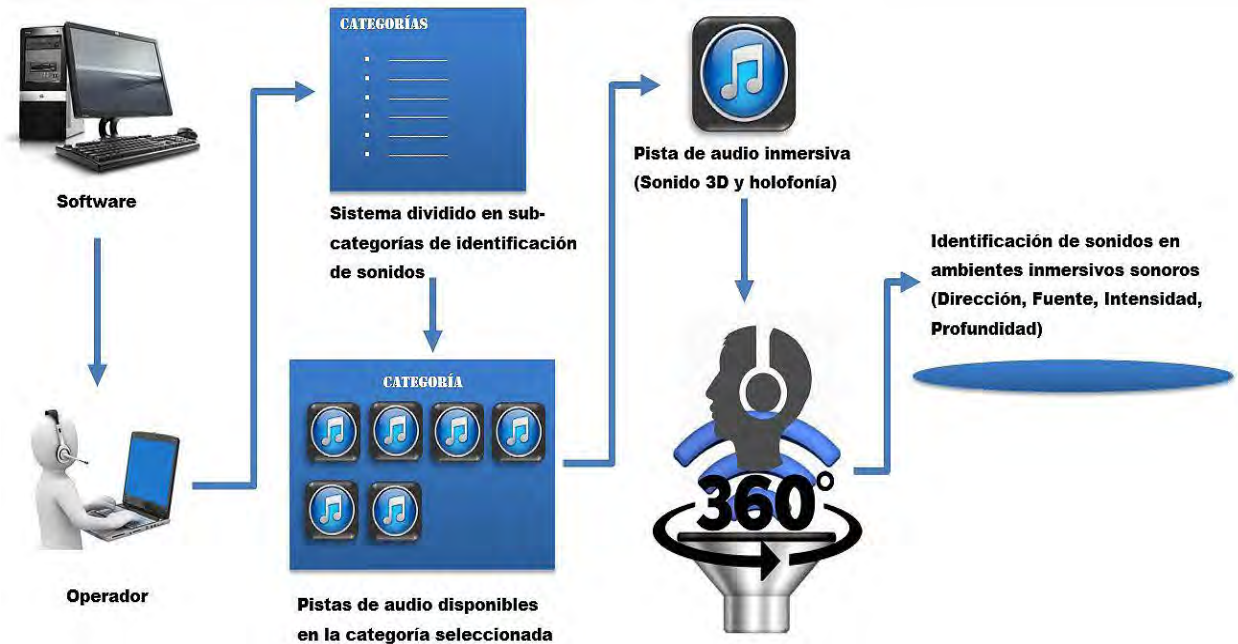 Software
Operador
CATEGORÍAS
Sistema dividido en sub-
categorías de identificación
de sonidos
CATEGORÍA
Pistas de audio disponibles
en la categoría seleccionada
Pista de audio inmersiva
(Sonido 3D y holofonía)
360°
Identificación de sonidos en
ambientes inmersivos sonoros
(Dirección, Fuente, Intensidad,
Profundidad)